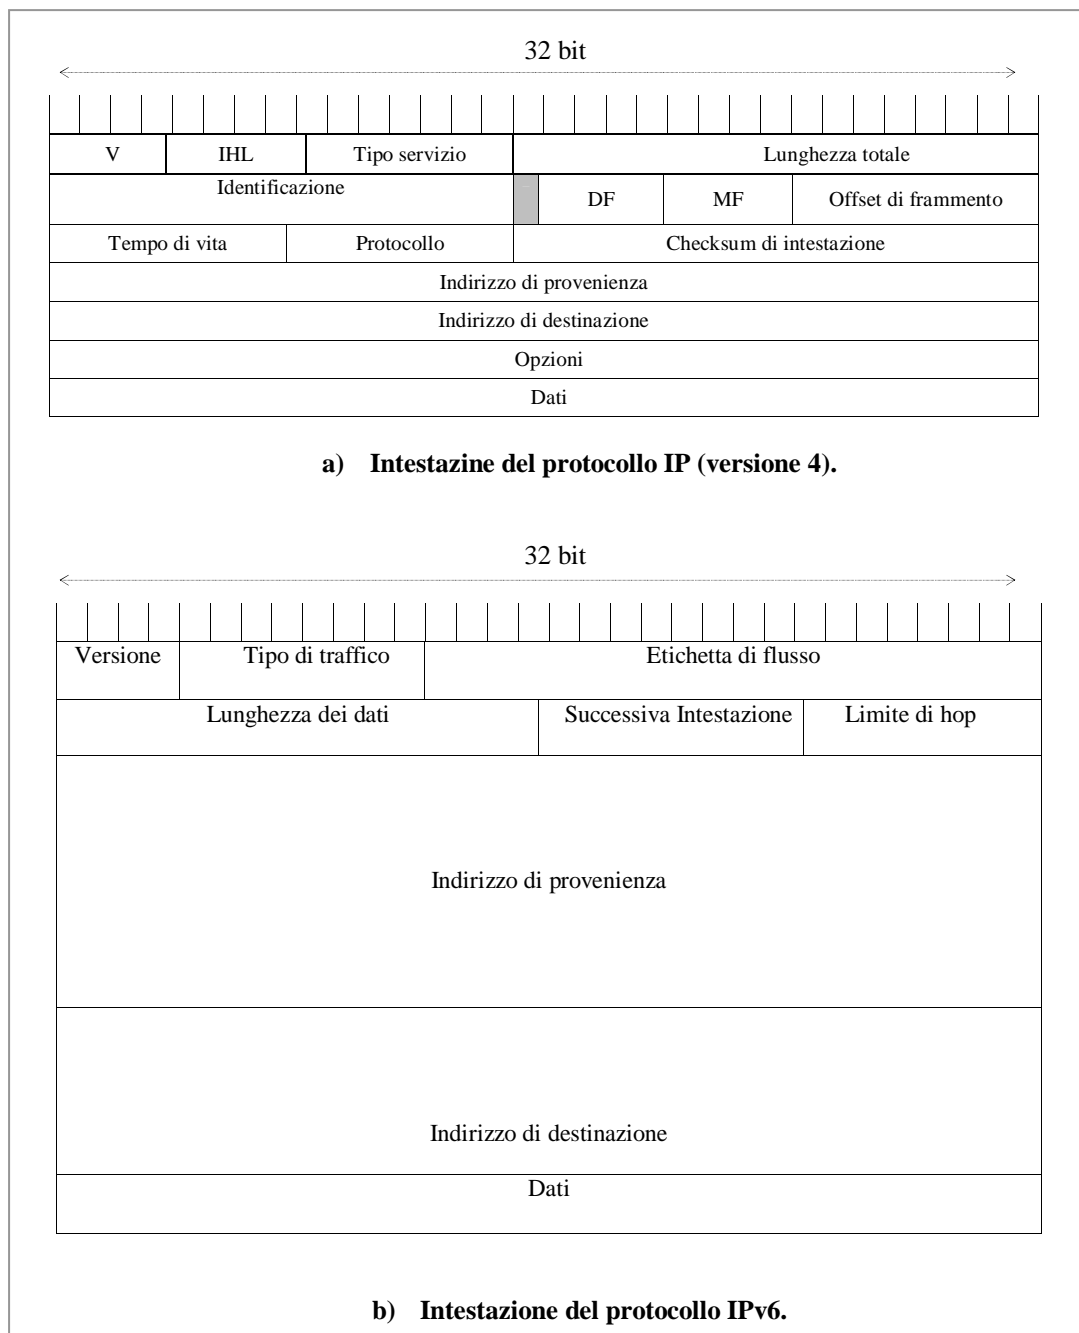 32 bit
V IHL Tipo servizio Lunghezza totale
Identificazione DF MF Offset di frammento
Tempo di vita Protocollo Checksum di intestazione
Indirizzo di provenienza
Indirizzo di destinazione
Opzioni
Dati
a) Intestazine del protocollo IP (versione 4).
32 bit
Versione Tipo di traffico Etichetta di flusso
Lunghezza dei dati Successiva Intestazione Limite di hop
Indirizzo di provenienza
Indirizzo di destinazione
Dati
b) Intestazione del protocollo IPv6.